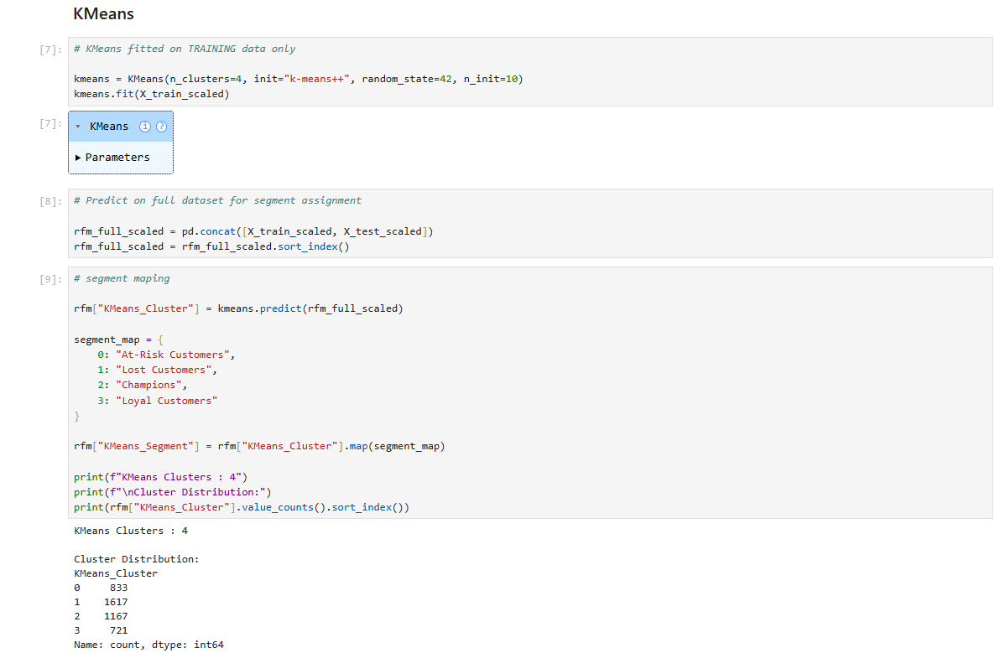 KMeans
[7]:
# KMeans fitted on TRAINING data only
kmeans = KMeans(n_clusters=4, init="k-means++", random_state=42, n_init=10)
kmeans.fit(X_train_scaled)
[7]:
▾ KMeans i ?
▶ Parameters
[8]:
# Predict on full dataset for segment assignment
rfm_full_scaled = pd.concat([X_train_scaled, X_test_scaled])
rfm_full_scaled = rfm_full_scaled.sort_index()
[9]:
# segment maping
rfm["KMeans_Cluster"] = kmeans.predict(rfm_full_scaled)
segment_map = {
    0: "At-Risk Customers",
    1: "Lost Customers",
    2: "Champions",
    3: "Loyal Customers"
}
rfm["KMeans_Segment"] = rfm["KMeans_Cluster"].map(segment_map)
print(f"KMeans Clusters : 4")
print(f"\nCluster Distribution:")
print(rfm["KMeans_Cluster"].value_counts().sort_index())
KMeans Clusters : 4
Cluster Distribution:
KMeans_Cluster
0     833
1    1617
2    1167
3     721
Name: count, dtype: int64